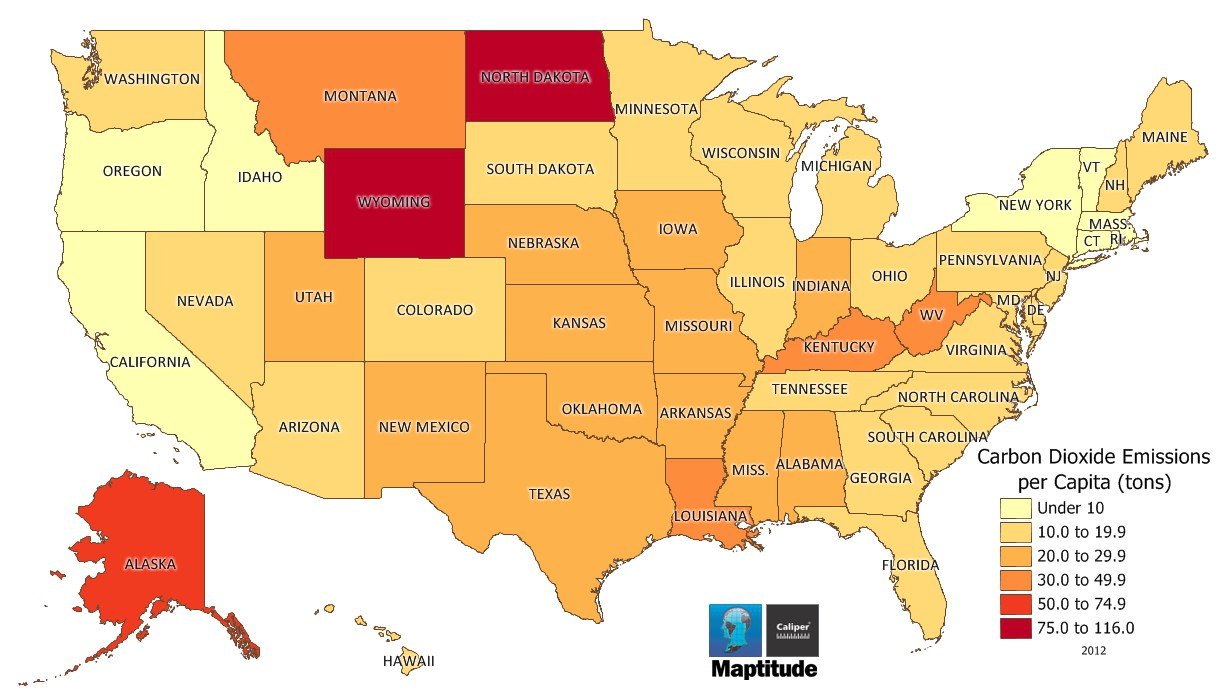 WASHINGTON
MONTANA
NORTH DAKOTA
MINNESOTA
MAINE
OREGON
IDAHO
WYOMING
SOUTH DAKOTA
WISCONSIN
MICHIGAN
VT
NH
NEW YORK
MASS.
CT
RI
NEVADA
UTAH
COLORADO
NEBRASKA
IOWA
ILLINOIS
INDIANA
OHIO
PENNSYLVANIA
NJ
MD
DE
CALIFORNIA
KANSAS
MISSOURI
KENTUCKY
WV
VIRGINIA
ARIZONA
NEW MEXICO
OKLAHOMA
ARKANSAS
TENNESSEE
NORTH CAROLINA
SOUTH CAROLINA
TEXAS
LOUISIANA
MISS.
ALABAMA
GEORGIA
FLORIDA
ALASKA
HAWAII
Carbon Dioxide Emissions
per Capita (tons)
Under 10
10.0 to 19.9
20.0 to 29.9
30.0 to 49.9
50.0 to 74.9
75.0 to 116.0
2012
Caliper
Maptitude